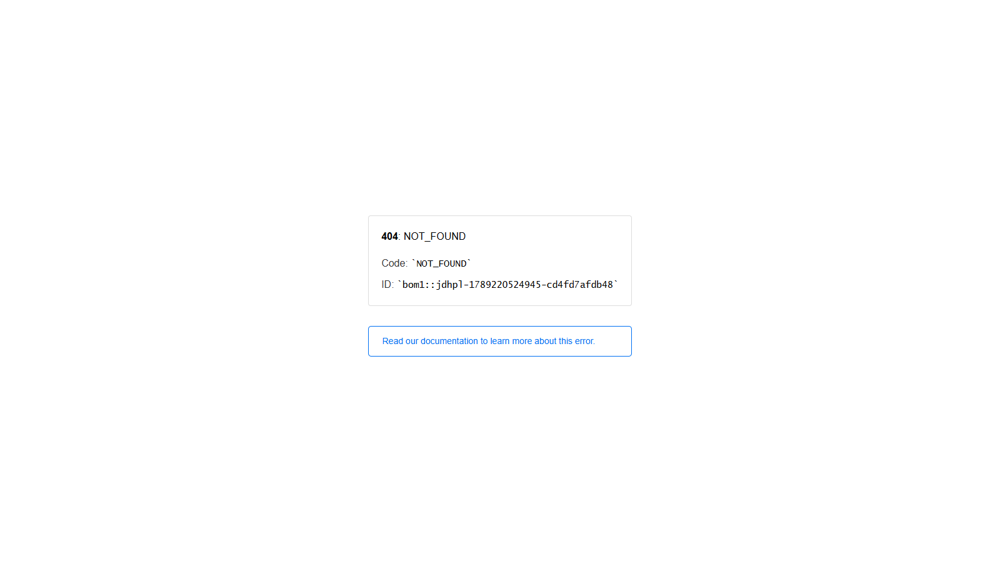 404: NOT_FOUND
Code: `NOT_FOUND`
ID: `bom1::jdhpl-1789220524945-cd4fd7afdb48`
Read our documentation to learn more about this error.